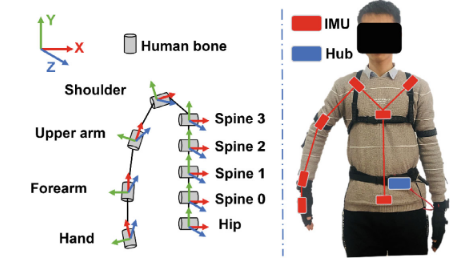 Y
X
Z
Human bone
Shoulder
Upper arm
Forearm
Hand
Spine 3
Spine 2
Spine 1
Spine 0
Hip
IMU
Hub